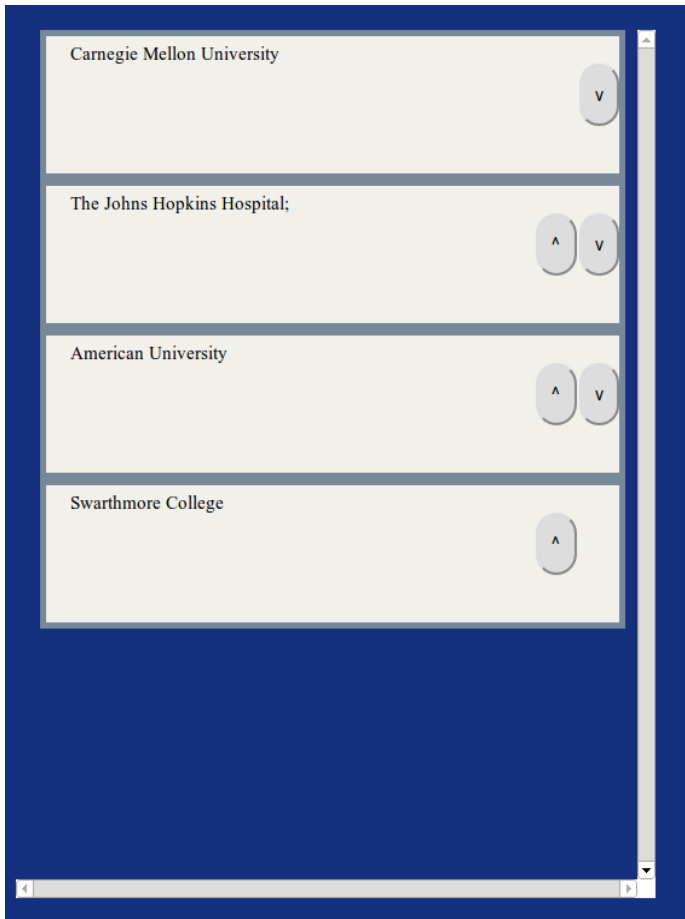 Carnegie Mellon University
v
The Johns Hopkins Hospital;
^ v
American University
^ v
Swarthmore College
^